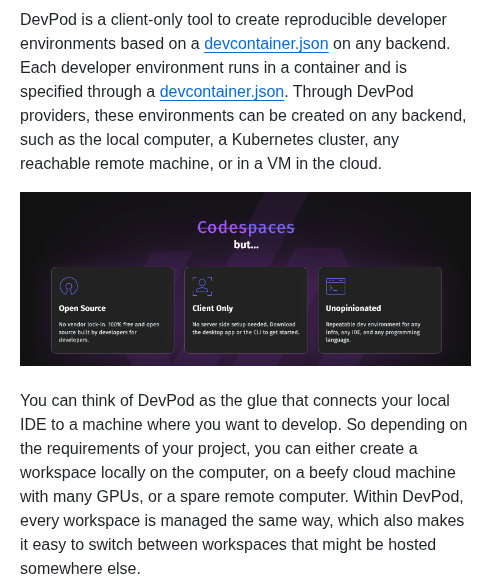 DevPod is a client-only tool to create reproducible developer
environments based on a devcontainer.json on any backend.
Each developer environment runs in a container and is
specified through a devcontainer.json. Through DevPod
providers, these environments can be created on any backend,
such as the local computer, a Kubernetes cluster, any
reachable remote machine, or in a VM in the cloud.
Codespaces
but...
Open Source
No vendor lock-in. 100% free and open
source built by developers for
developers.
Client Only
No server side setup needed. Download
the desktop app or the CLI to get started.
Unopinionated
Repeatable dev environment for any
infra, any IDE, and any programming
language.
You can think of DevPod as the glue that connects your local
IDE to a machine where you want to develop. So depending on
the requirements of your project, you can either create a
workspace locally on the computer, on a beefy cloud machine
with many GPUs, or a spare remote computer. Within DevPod,
every workspace is managed the same way, which also makes
it easy to switch between workspaces that might be hosted
somewhere else.